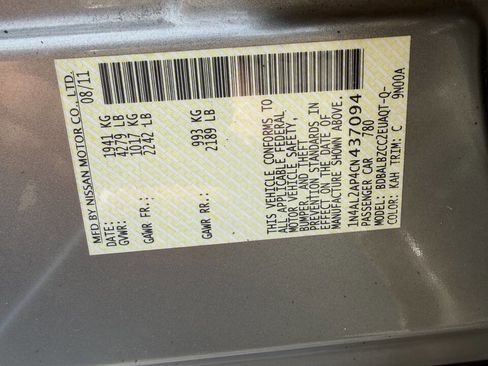 MFD BY NISSAN MOTOR CO., LTD.
DATE: 08/11
GVWR: 1941 KG
4279 LB
GAWR FR.: 1017 KG
2242 LB
GAWR RR.: 993 KG
2189 LB
THIS VEHICLE CONFORMS TO
ALL APPLICABLE FEDERAL
MOTOR VEHICLE SAFETY,
BUMPER, AND THEFT
PREVENTION STANDARDS IN
EFFECT ON THE DATE OF
MANUFACTURE SHOWN ABOVE.
1N4AL2AP4CN437094
PASSENGER CAR 780
MODEL: BDBALBZCC2EUAQT-Q-
COLOR: KAH TRIM: C 9N00A